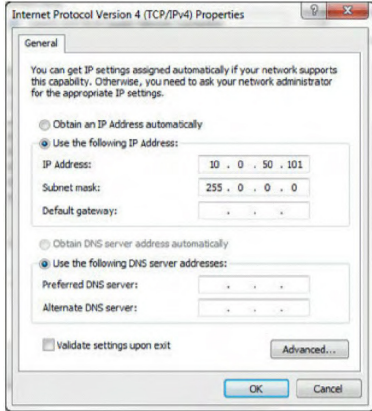 Internet Protocol Version 4 (TCP/IPv4) Properties
General
You can get IP settings assigned automatically if your network supports
this capability. Otherwise, you need to ask your network administrator
for the appropriate IP settings.
Obtain an IP Address automatically
Use the following IP Address:
IP Address: 10 . 0 . 50 . 101
Subnet mask: 255 . 0 . 0 . 0
Default gateway: . . .
Obtain DNS server address automatically
Use the following DNS server addresses:
Preferred DNS server: . . .
Alternate DNS server: . . .
Validate settings upon exit
Advanced...
OK Cancel